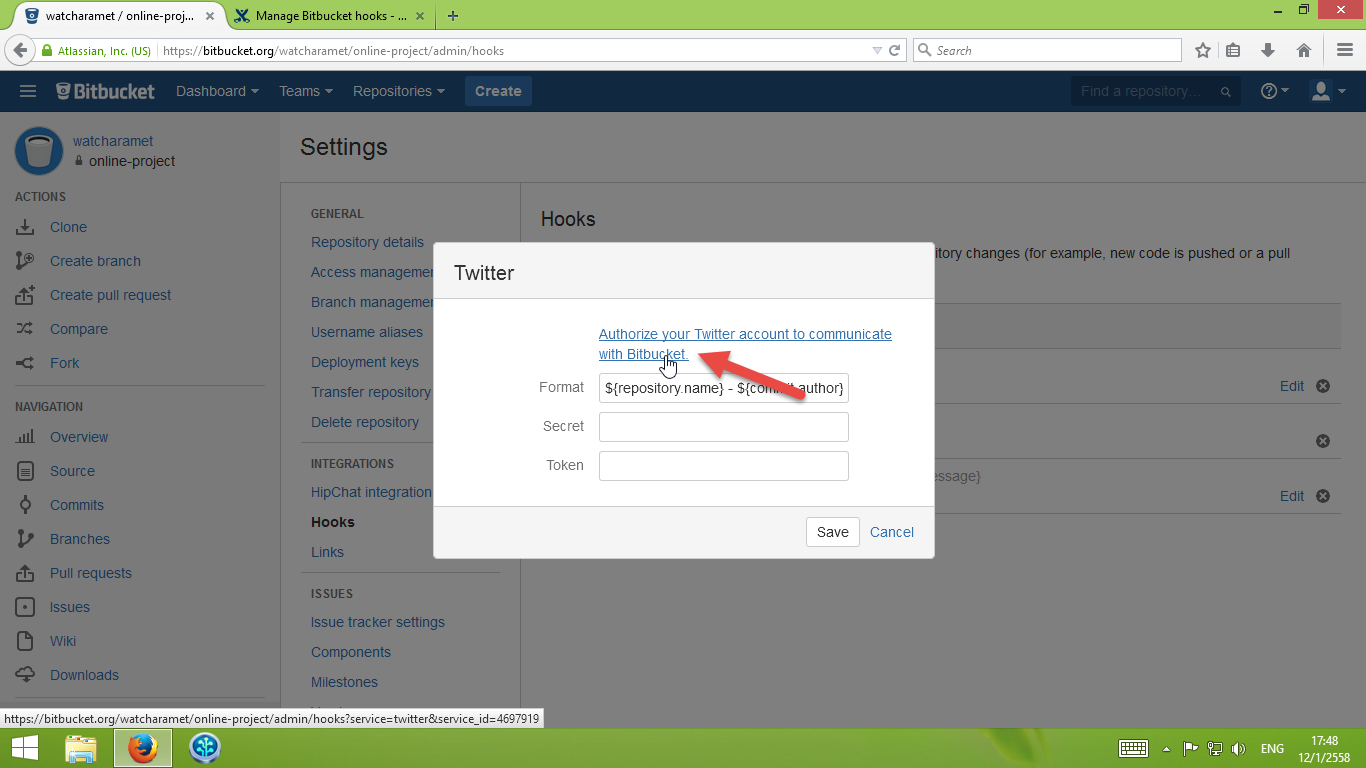 watcharamet / online-proj...
Manage Bitbucket hooks - ...
Atlassian, Inc. (US)
https://bitbucket.org/watcharamet/online-project/admin/hooks
Search
Bitbucket
Dashboard
Teams
Repositories
Create
Find a repository...
watcharamet
online-project
Settings
ACTIONS
Clone
Create branch
Create pull request
Compare
Fork
NAVIGATION
Overview
Source
Commits
Branches
Pull requests
Issues
Wiki
Downloads
GENERAL
Repository details
Access
Branch
Username aliases
Deployment keys
Transfer repository
Delete repository
INTEGRATIONS
HipChat integration
Hooks
Links
ISSUES
Issue tracker settings
Components
Milestones
Hooks
changes (for example, new code is pushed or a pull
Edit
Edit
Twitter
Authorize your Twitter account to communicate
with Bitbucket.
Format
${repository.name} - ${commit.author}
Secret
Token
Save
Cancel
https://bitbucket.org/watcharamet/online-project/admin/hooks?service=twitter&service_id=4697919
ENG
17:48
12/1/2558